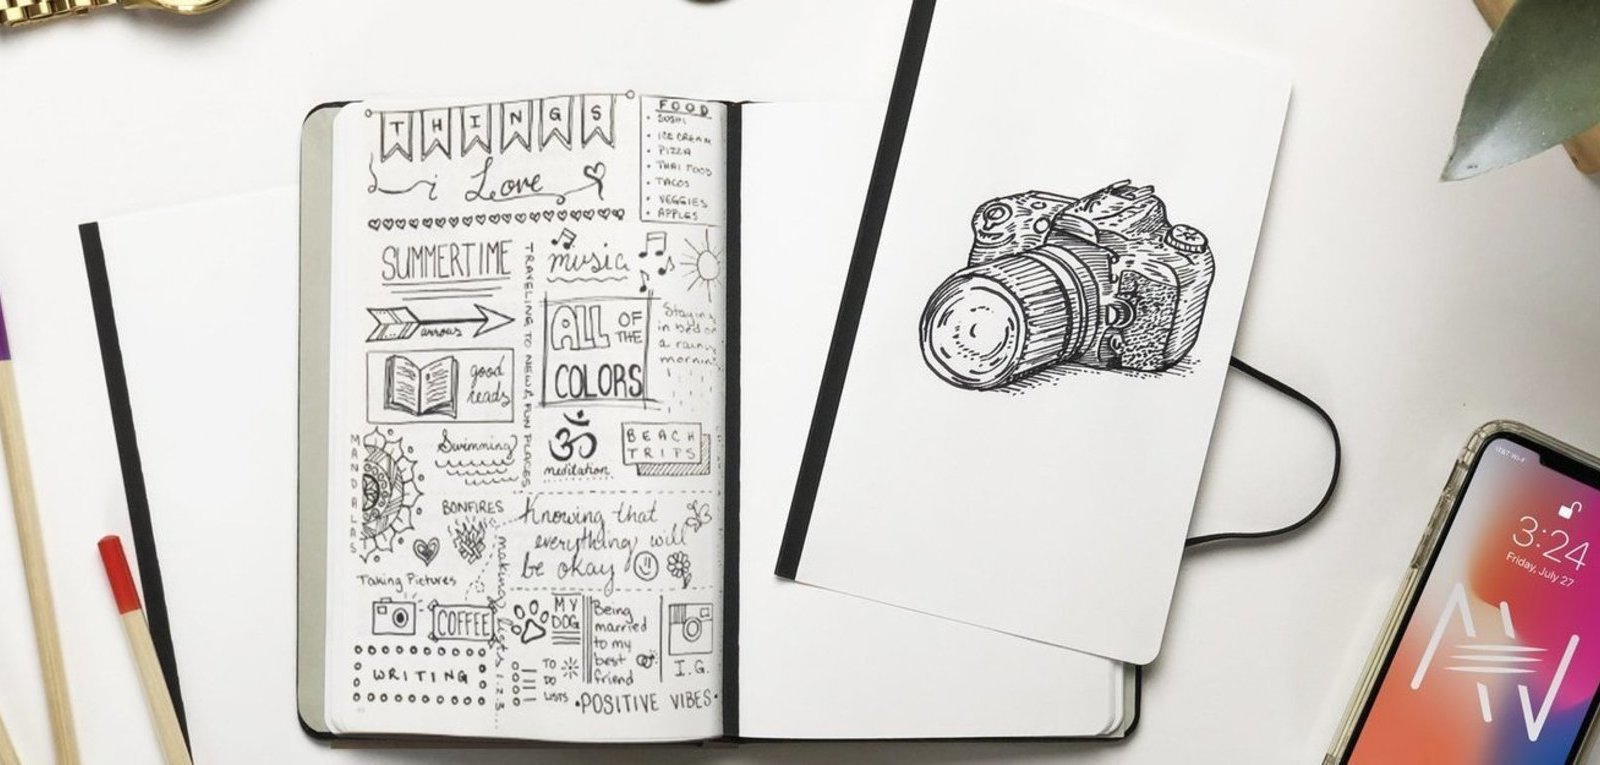 THINGS
i Love
FOOD
• SUSHI
• ICE CREAM
• PIZZA
• THAI FOOD
• TACOS
• VEGGIES
• APPLES
SUMMERTIME
TRAVELING TO NEW & FUN PLACES
music
arrows
ALL OF
THE
COLORS
Staying
in bed on
a rainy
morning
good
reads
MANDALAS
Swimming
meditation
BEACH
TRIPS
BONFIRES
making lists 1.2.3.
Knowing that
everything will
be okay
Taking Pictures
COFFEE
MY
DOG
Being
married
to my
best
friend
I.G.
WRITING
TO
DO
LISTS
•POSITIVE VIBES•
AT&T Wi-F
3:24
Friday, July 27